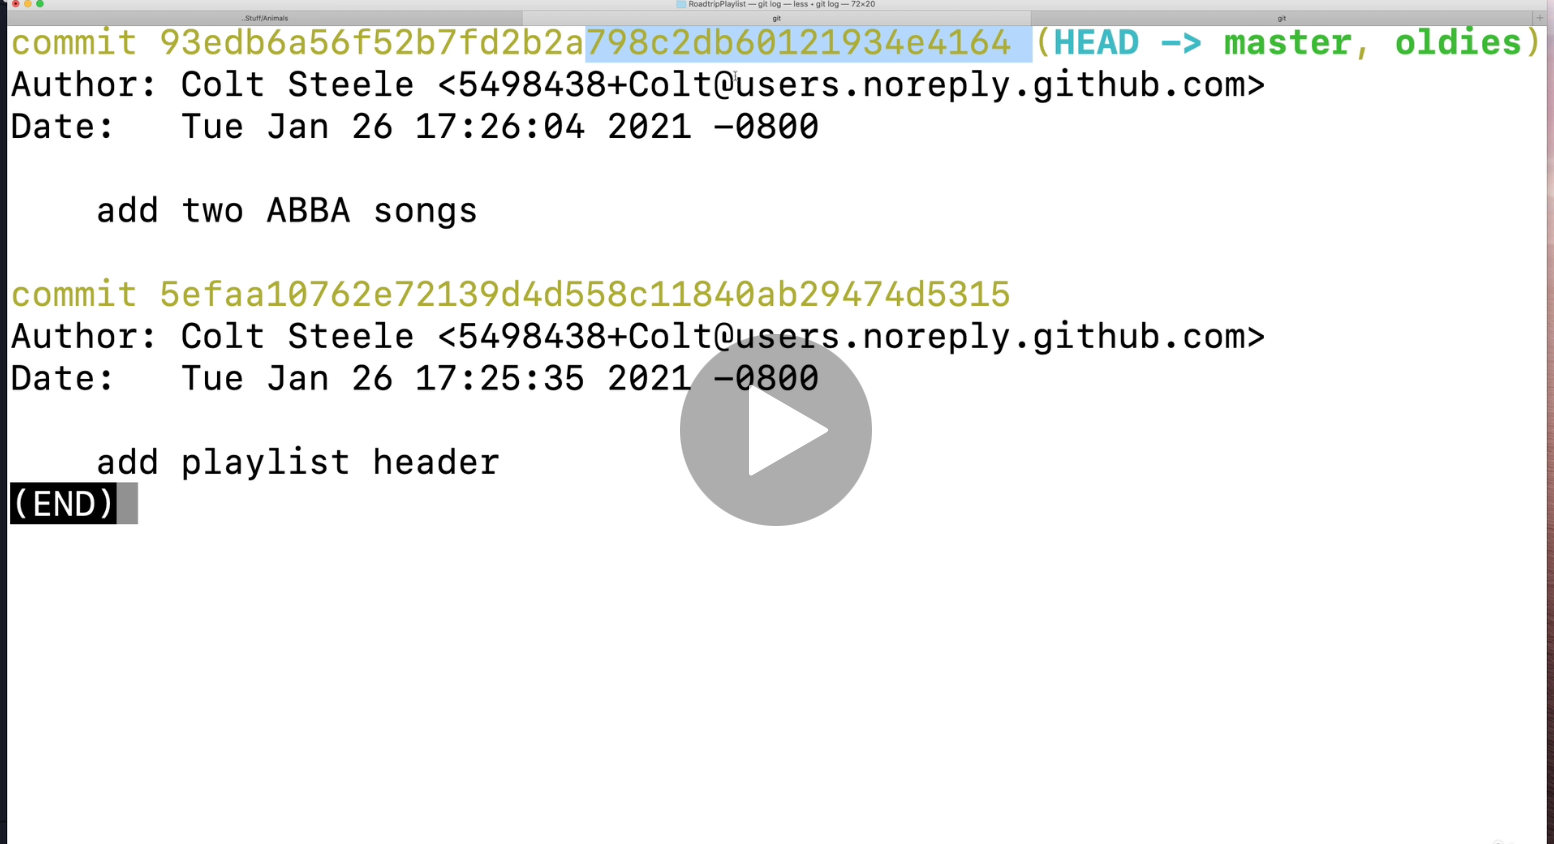 RoadtripPlaylist — git log — less • git log — 72×20
..Stuff/Animals git git +
commit 93edb6a56f52b7fd2b2a798c2db60121934e4164 (HEAD -> master, oldies)
Author: Colt Steele <5498438+Colt@users.noreply.github.com>
Date:   Tue Jan 26 17:26:04 2021 -0800
    add two ABBA songs
commit 5efaa10762e72139d4d558c11840ab29474d5315
Author: Colt Steele <5498438+Colt@users.noreply.github.com>
Date:   Tue Jan 26 17:25:35 2021 -0800
    add playlist header
(END)